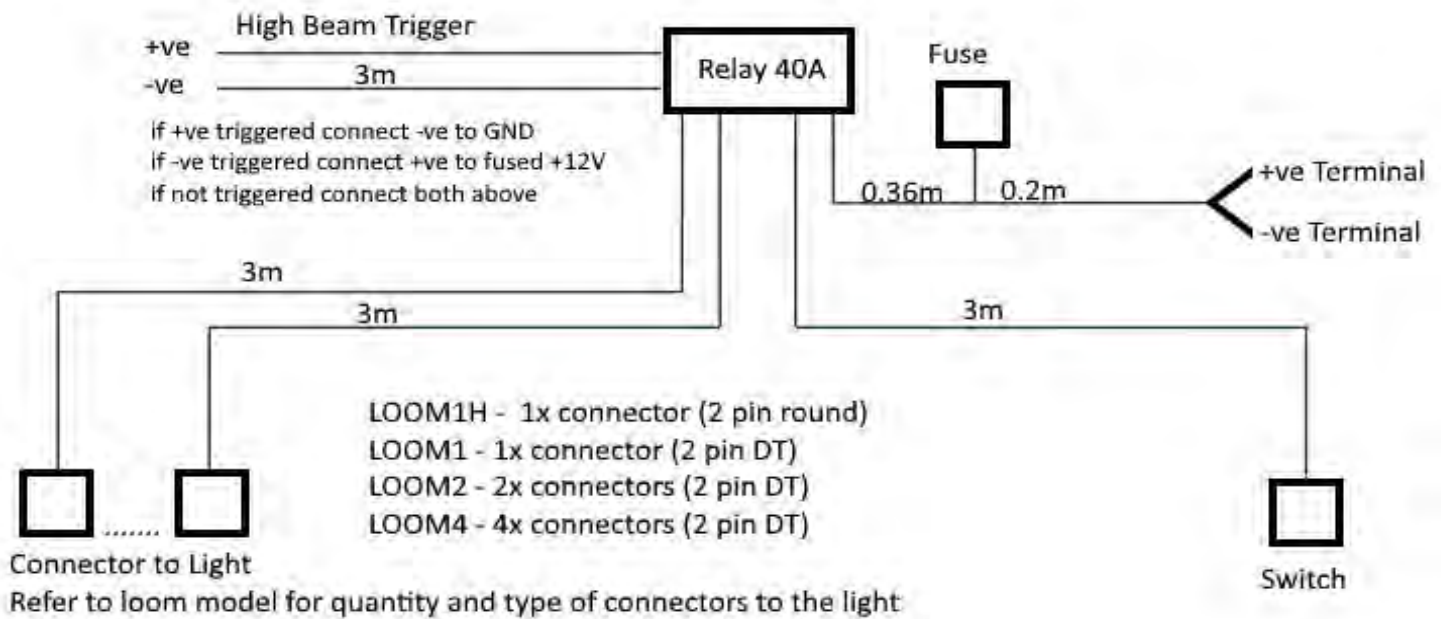 High Beam Trigger
+ve
3m
-ve
Relay 40A
Fuse
if +ve triggered connect -ve to GND
if -ve triggered connect +ve to fused +12V
if not triggered connect both above
0.36m
0.2m
+ve Terminal
-ve Terminal
3m
3m
3m
LOOM1H - 1x connector (2 pin round)
LOOM1 - 1x connector (2 pin DT)
LOOM2 - 2x connectors (2 pin DT)
LOOM4 - 4x connectors (2 pin DT)
.......
Connector to Light
Switch
Refer to loom model for quantity and type of connectors to the light